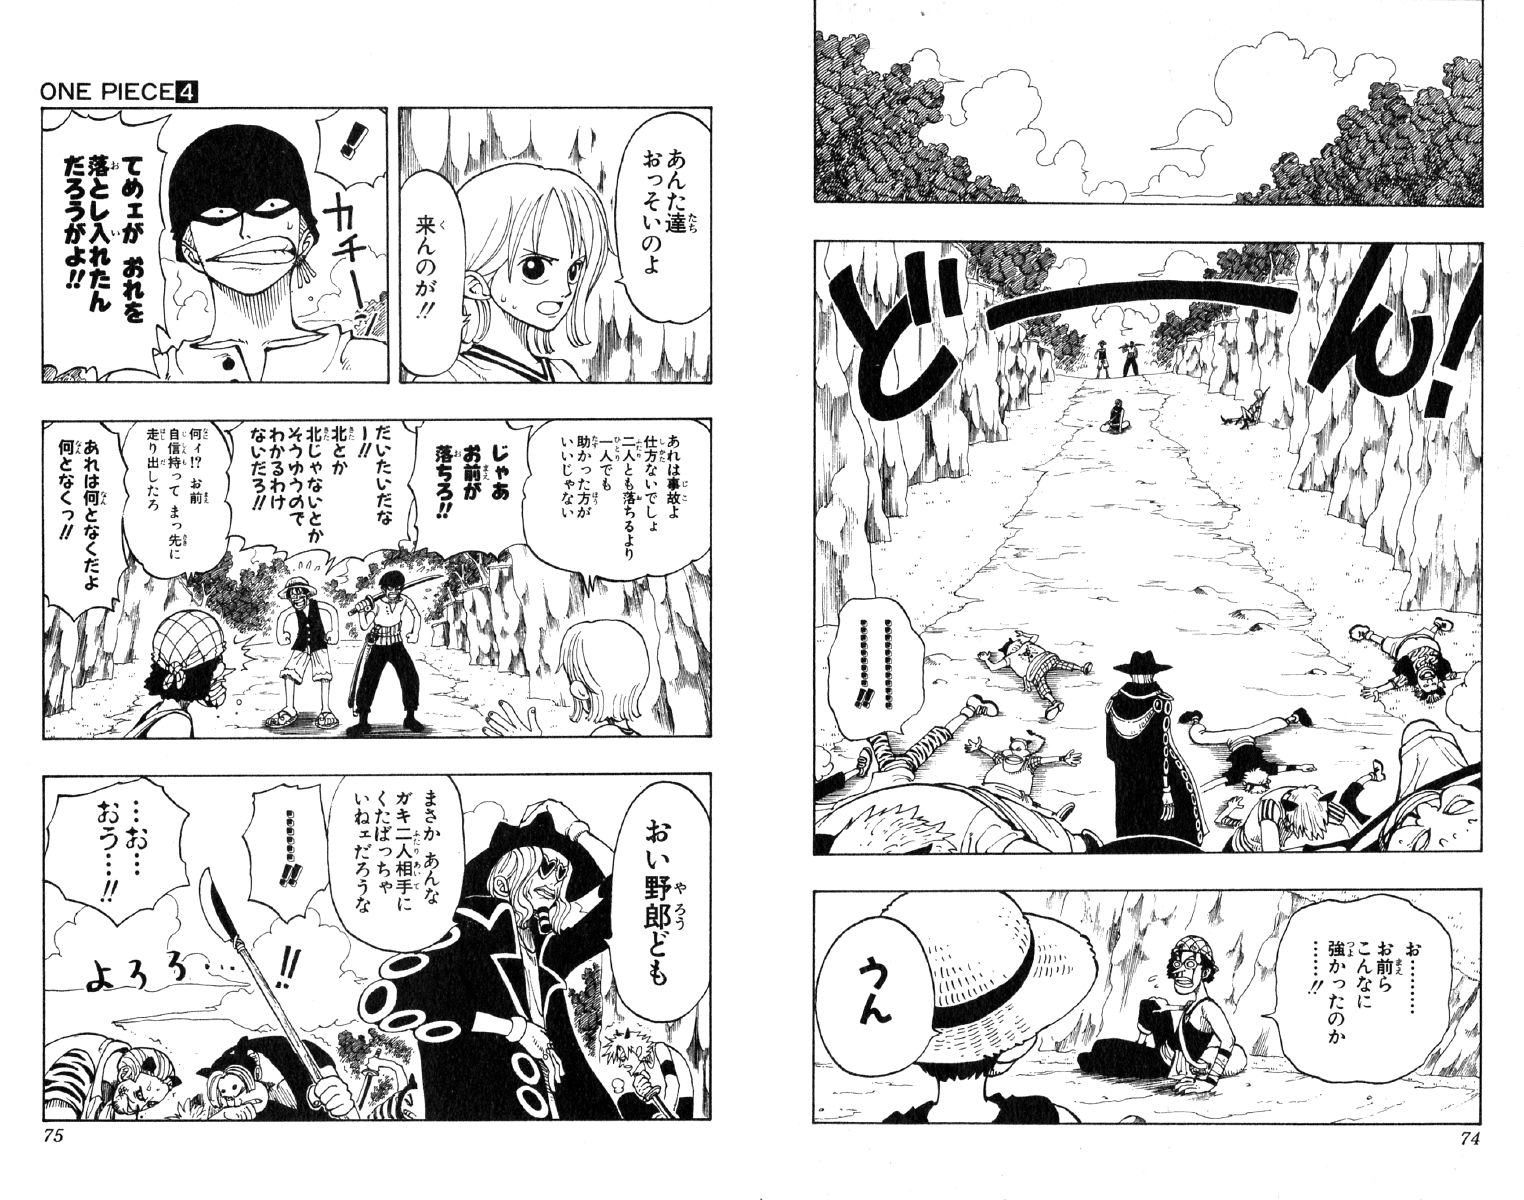 ど
ーん！
………………………!!
お…………
お前ら
こんなに
強かったのか
……!!
うん
74
ONE PIECE4
あんた達
おっそいのよ
来んのが!!
!!
カチーン
てめェが おれを
落とし入れたん
だろうがよ!!
あれは事故よ
仕方ないでしょ
二人とも落ちるより
一人でも
助かった方が
いいじゃない
じゃあ
お前が
落ちろ!!
だいたいだな
ー!!
北とか
北じゃないとか
そうゆうので
わかるわけ
ないだろ!!
何ィ!? お前
自信持って まっ先に
走り出したろ
あれは何となくだよ
何となくっ!!
おい野郎ども
まさか あんな
ガキ二人相手に
くたばっちゃ
いねェだろうな
………!!
!!
…お…
おう…!!
よろろ…
75